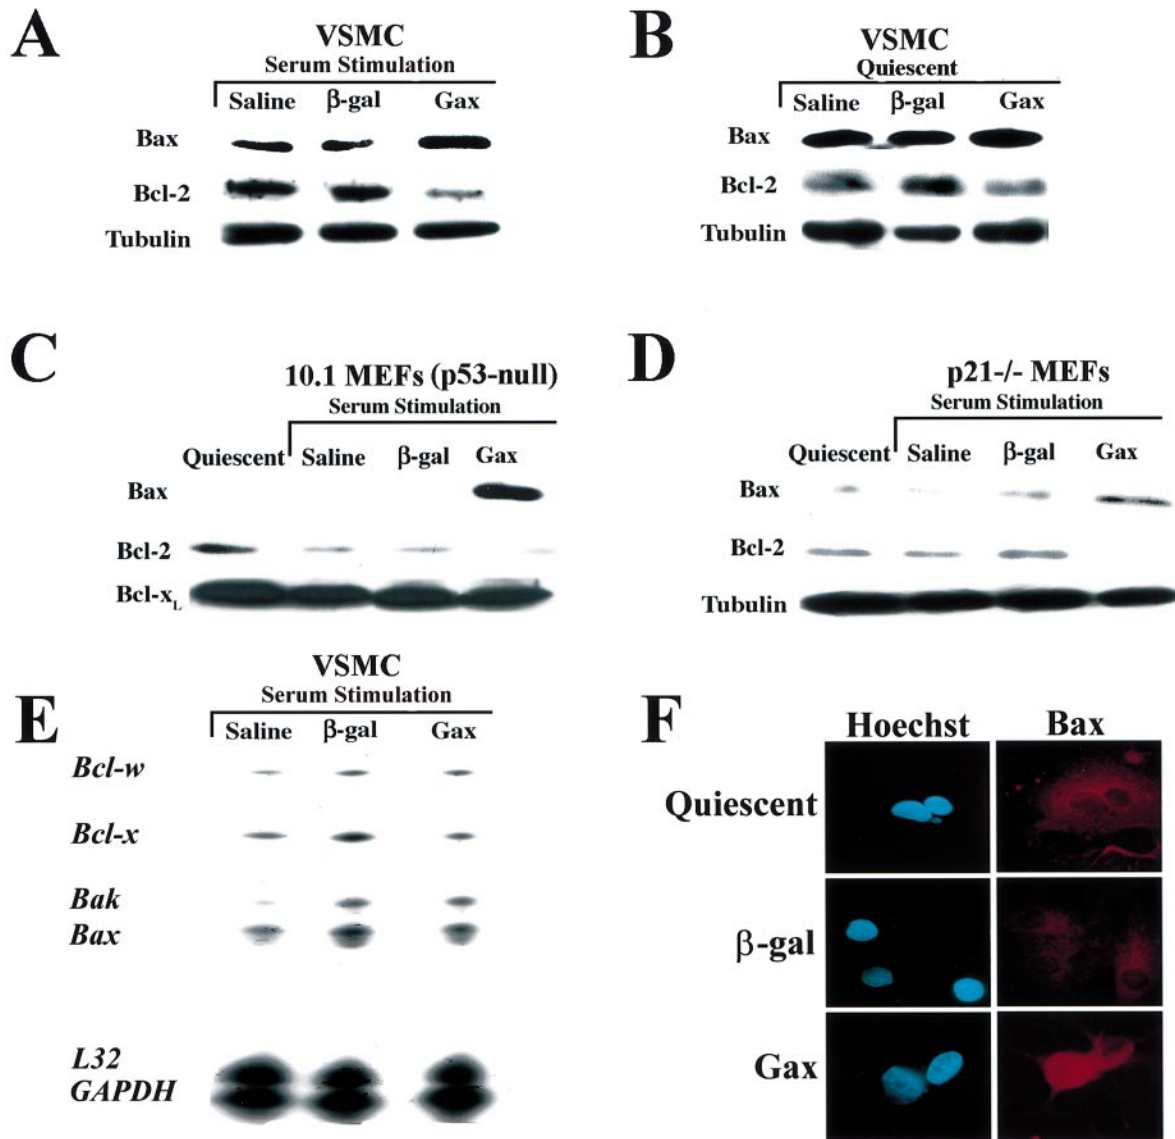 A
VSMC
Serum Stimulation
Saline β-gal Gax
Bax
Bcl-2
Tubulin
B
VSMC
Quiescent
Saline β-gal Gax
Bax
Bcl-2
Tubulin
C
10.1 MEFs (p53-null)
Serum Stimulation
Quiescent Saline β-gal Gax
Bax
Bcl-2
Bcl-xL
D
p21-/- MEFs
Serum Stimulation
Quiescent Saline β-gal Gax
Bax
Bcl-2
Tubulin
E
VSMC
Serum Stimulation
Saline β-gal Gax
Bcl-w
Bcl-x
Bak
Bax
L32
GAPDH
F
Hoechst Bax
Quiescent
β-gal
Gax